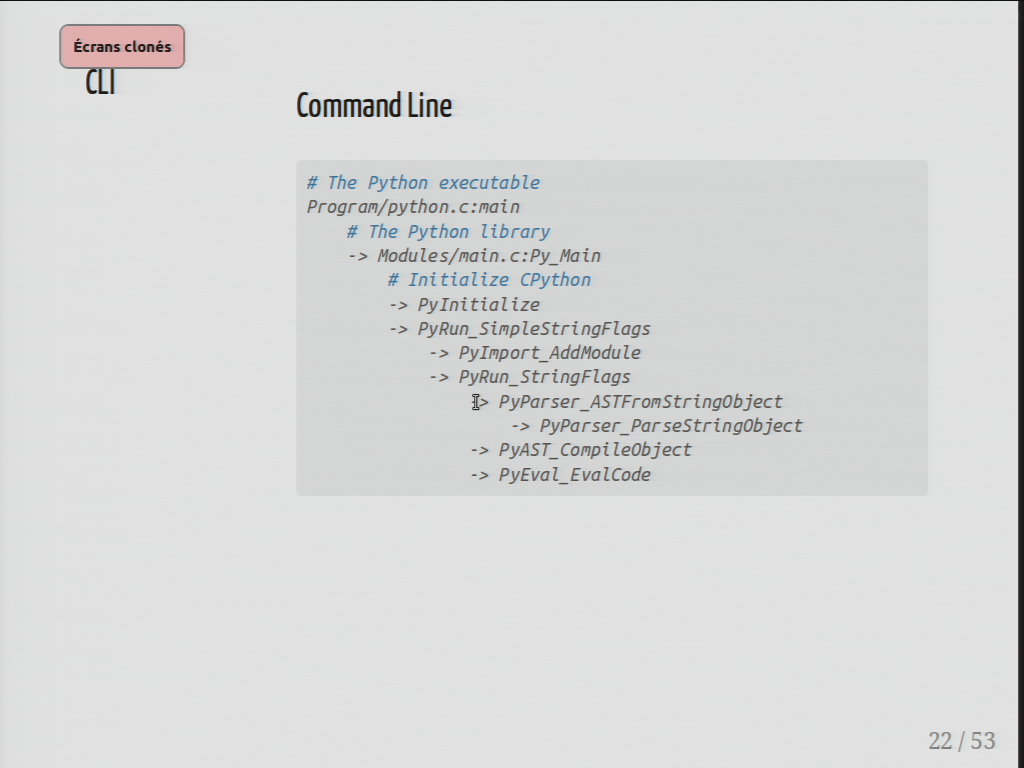 Écrans clonés
CLI
Command Line
# The Python executable
Program/python.c:main
# The Python library
-> Modules/main.c:Py_Main
# Initialize CPython
-> PyInitialize
-> PyRun_SimpleStringFlags
-> PyImport_AddModule
-> PyRun_StringFlags
-> PyParser_ASTFromStringObject
-> PyParser_ParseStringObject
-> PyAST_CompileObject
-> PyEval_EvalCode
22 / 53